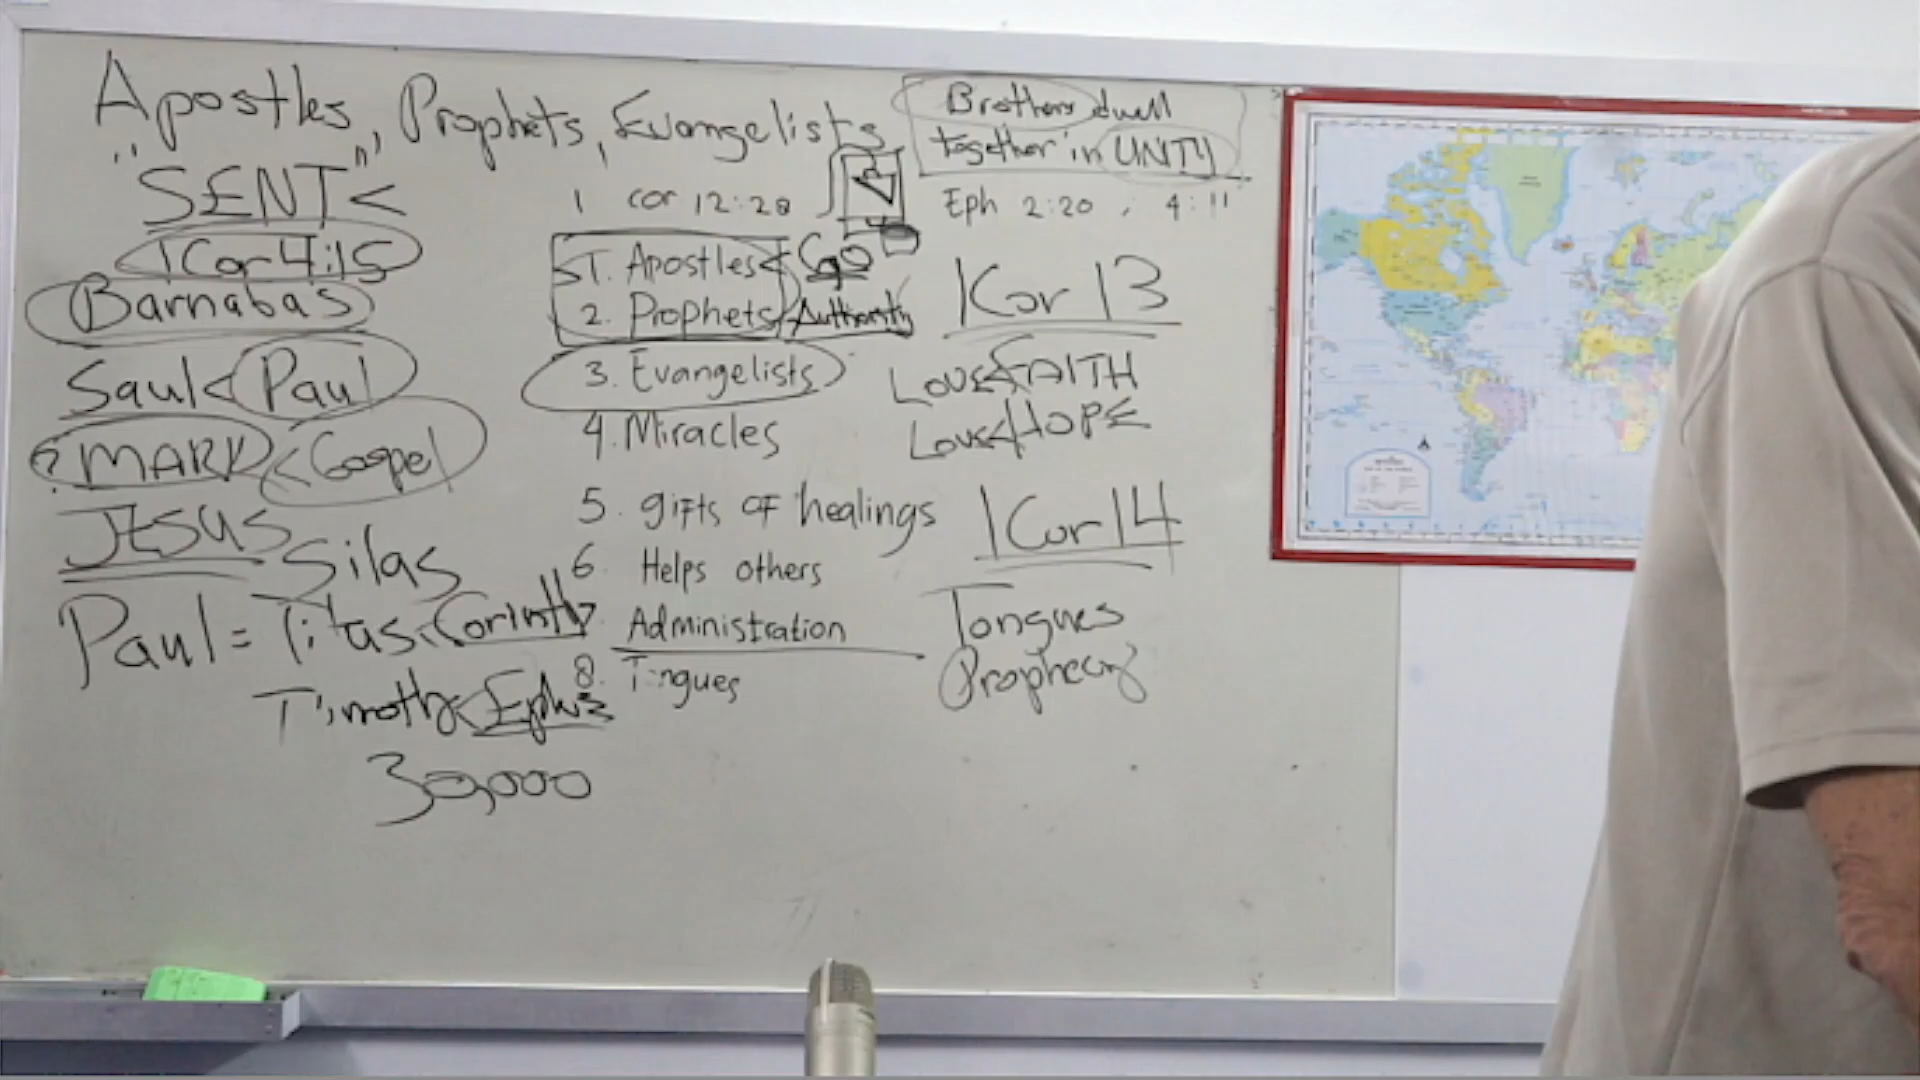 Apostles, Prophets, Evangelists
"SENT" <
1 Cor 4:15
Barnabas
Saul < Paul
? MARK < Gospel
JESUS
Silas
Paul = Titas < Corinth
Timothy <
30,000
1 cor 12:28
1. Apostles < Go
2. Prophets Authority
3. Evangelists
4. Miracles
5. gifts of healings
6 Helps others
Administration
8. Tongues
Brothers dwell
together in UNITY
Eph 2:20, 4:11
1 Cor 13
Love < FAITH
Love < HOPE
1 Cor 14
Tongues
Prophecy